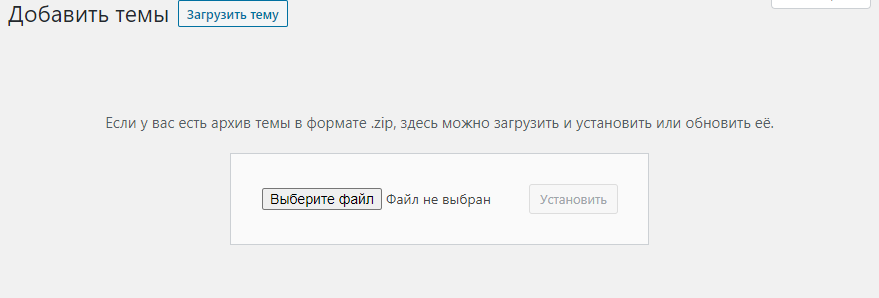 Добавить темы Загрузить тему
Если у вас есть архив темы в формате .zip, здесь можно загрузить и установить или обновить её.
Выберите файл Файл не выбран Установить